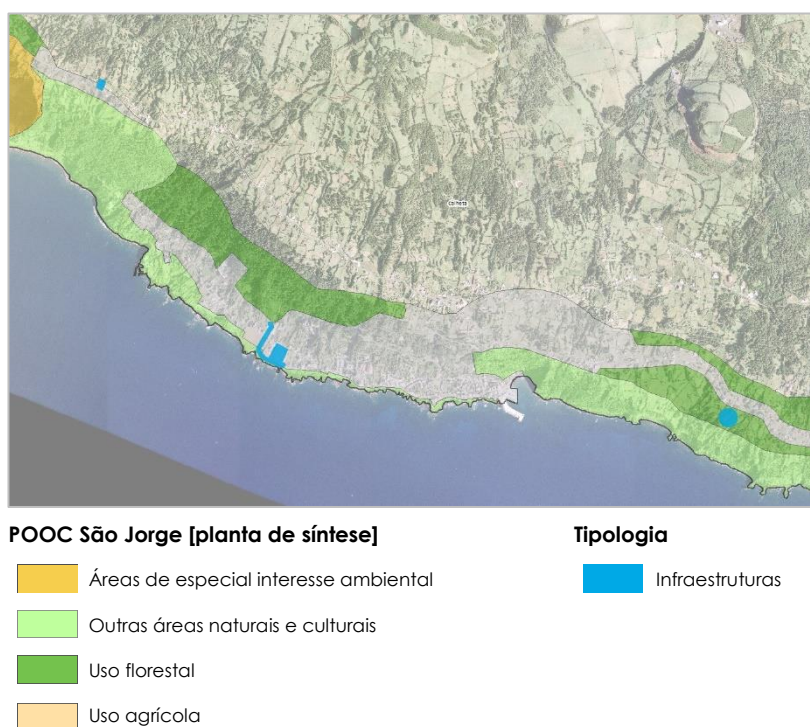 Calheta
POOC São Jorge [planta de síntese]
Tipologia
Áreas de especial interesse ambiental
Infraestruturas
Outras áreas naturais e culturais
Uso florestal
Uso agrícola